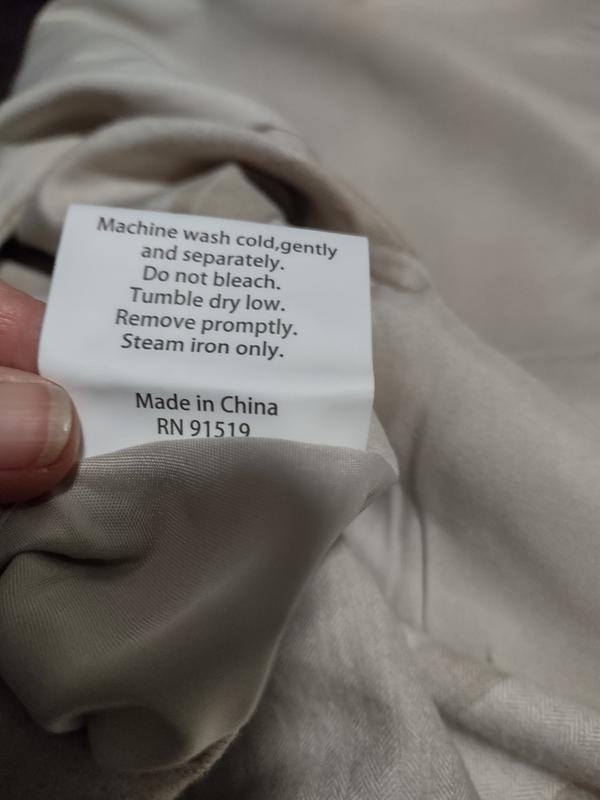 Machine wash cold,gently
and separately.
Do not bleach.
Tumble dry low.
Remove promptly.
Steam iron only.
Made in China
RN 91519